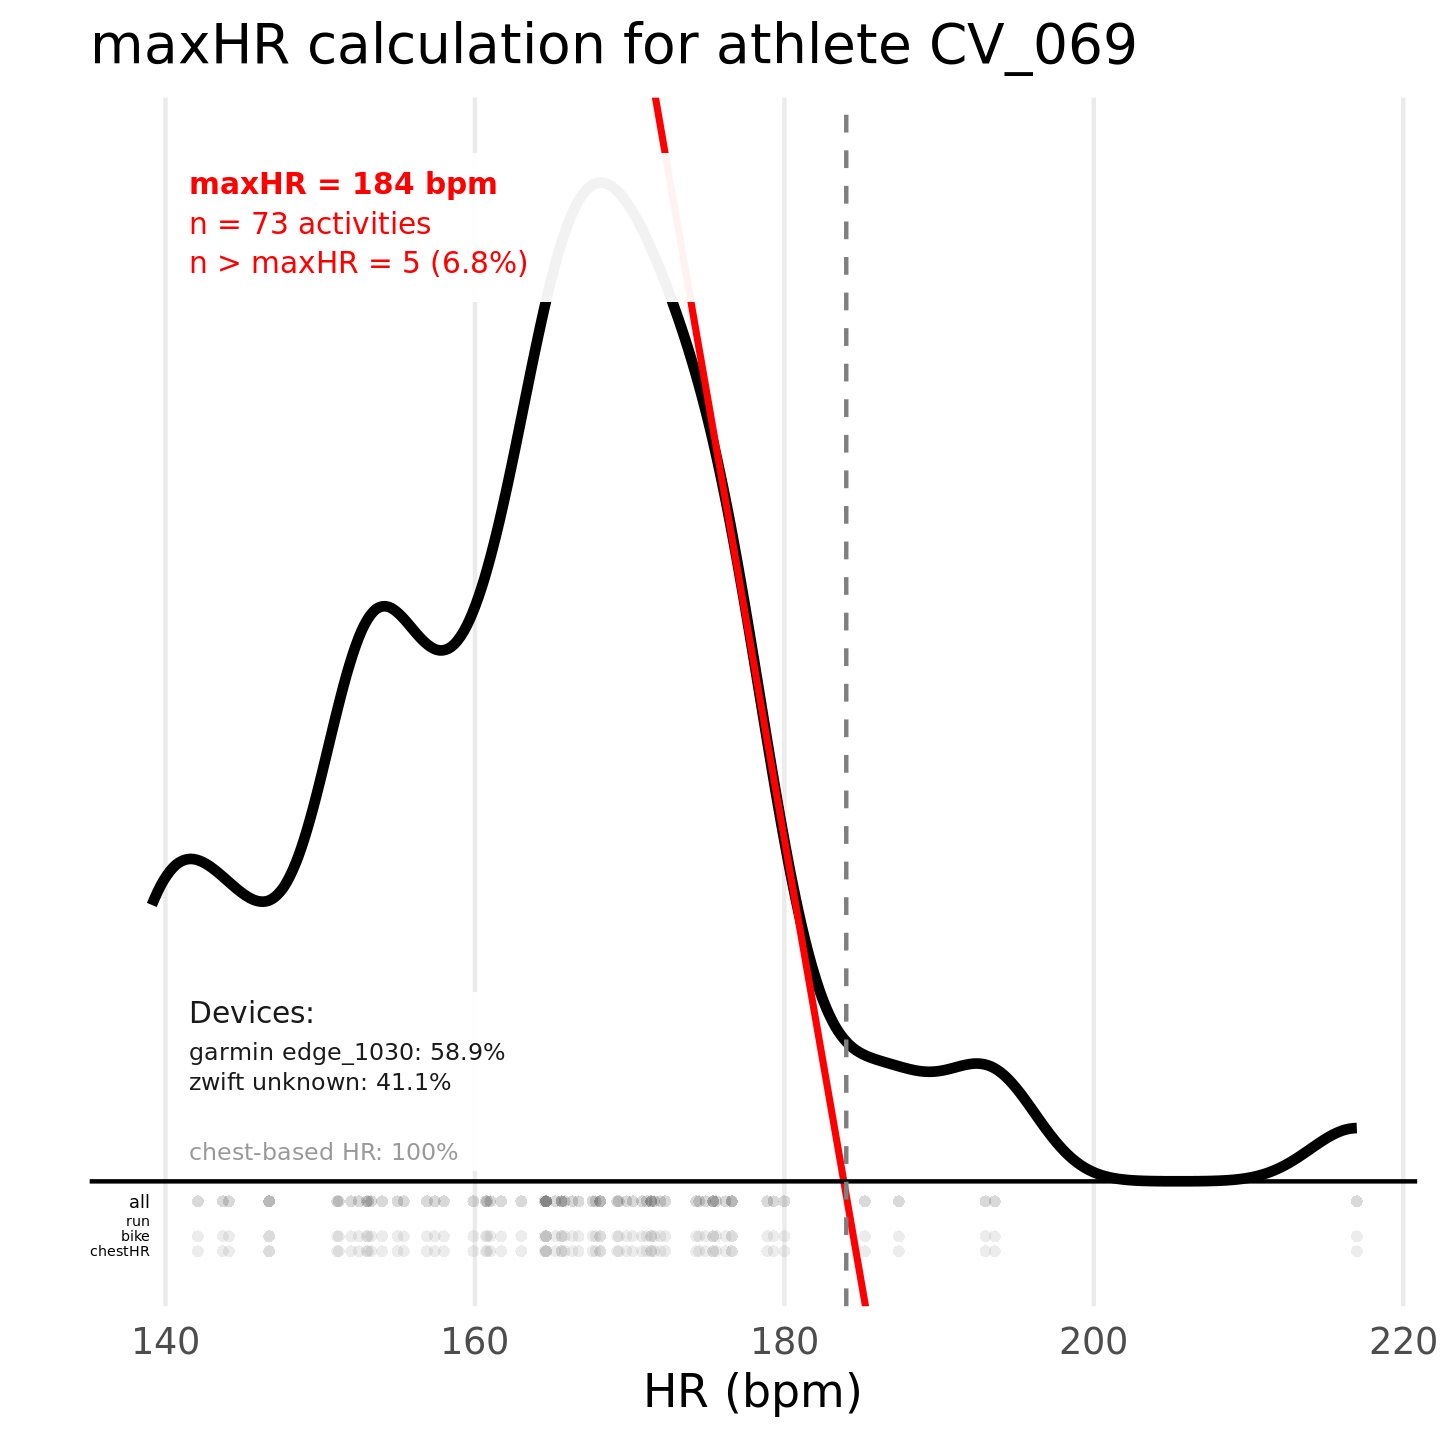 maxHR calculation for athlete CV_069
maxHR = 184 bpm
n = 73 activities
n > maxHR = 5 (6.8%)
Devices:
garmin edge_1030: 58.9%
zwift unknown: 41.1%
chest-based HR: 100%
all
run
bike
chestHR
140 160 180 200 220
HR (bpm)